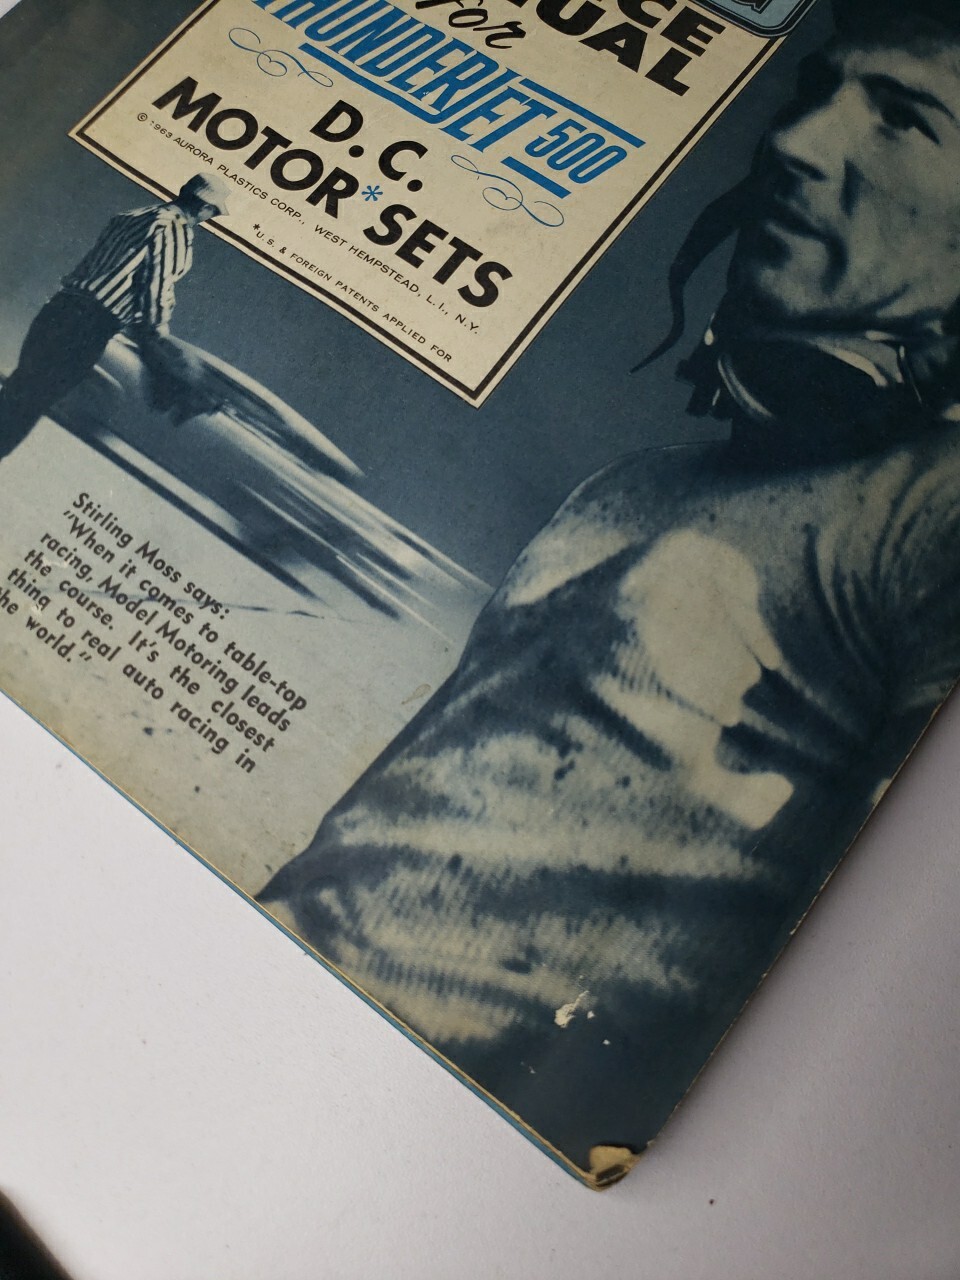 for
THUNDERJET 500
D. C.
MOTOR* SETS
© 1963 AURORA PLASTICS CORP., WEST HEMPSTEAD, L. I., N.Y.
*U.S. & FOREIGN PATENTS APPLIED FOR
Stirling Moss says:
"When it comes to table-top
racing, Model Motoring leads
the course. It's the closest
thing to real auto racing in
the world."